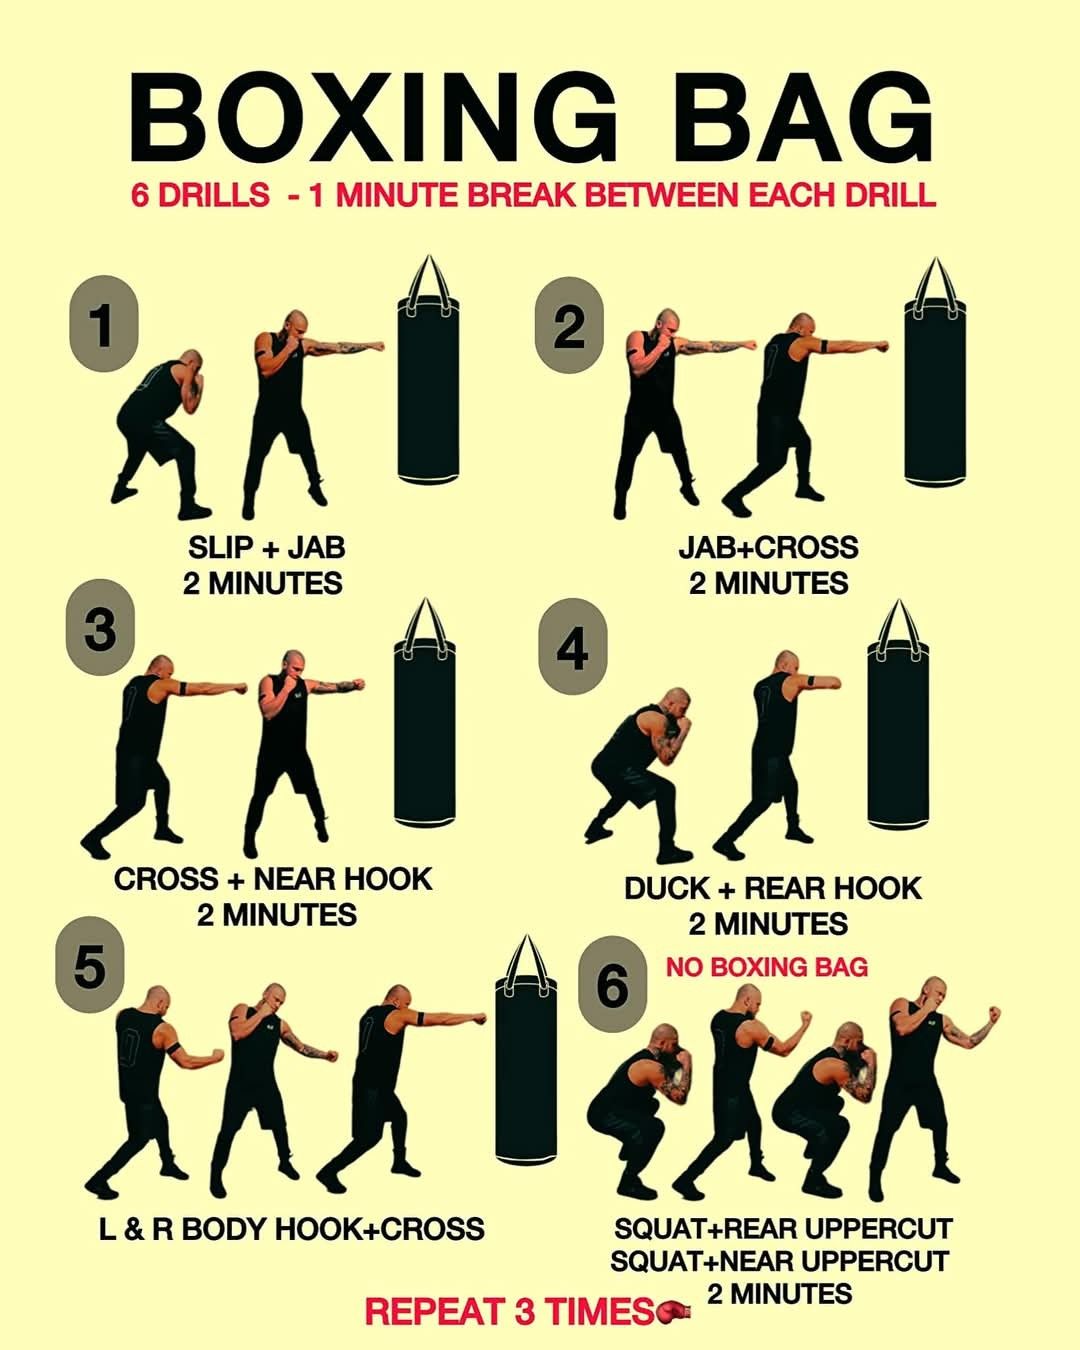 BOXING BAG
6 DRILLS - 1 MINUTE BREAK BETWEEN EACH DRILL
1
SLIP + JAB
2 MINUTES
2
JAB+CROSS
2 MINUTES
3
CROSS + NEAR HOOK
2 MINUTES
4
DUCK + REAR HOOK
2 MINUTES
5
L & R BODY HOOK+CROSS
6
NO BOXING BAG
SQUAT+REAR UPPERCUT
SQUAT+NEAR UPPERCUT
2 MINUTES
REPEAT 3 TIMES🥊